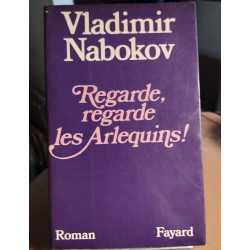 Vladimir
Nabokov
Regarde,
regarde
les Arlequins!
Roman Fayard